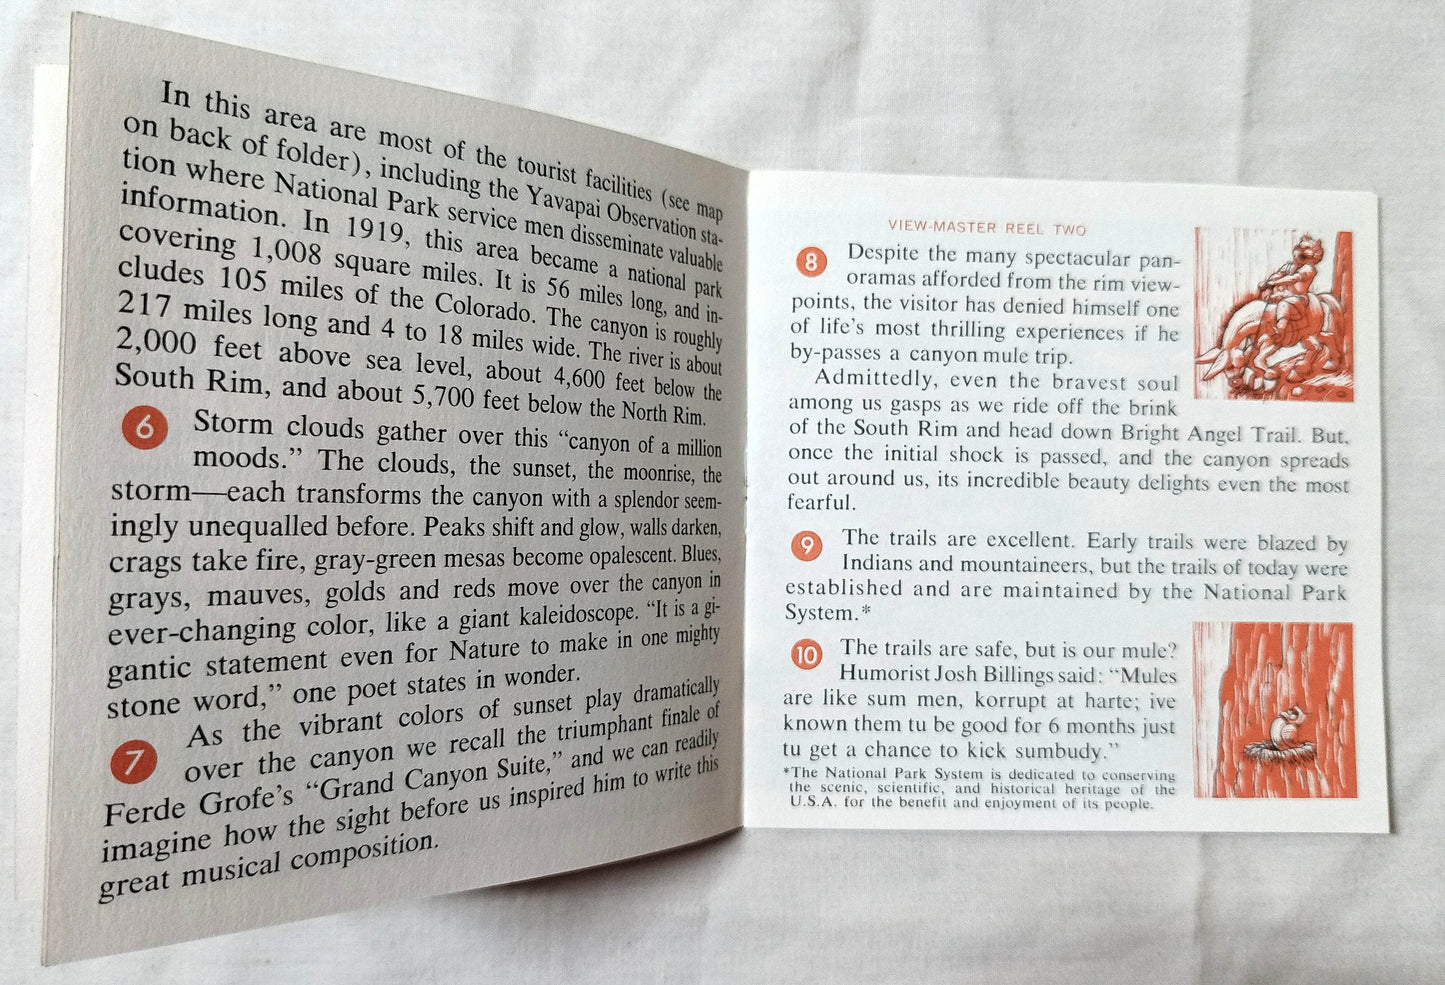 In this area are most of the tourist facilities (see map
on back of folder), including the Yavapai Observation sta-
tion where National Park service men disseminate valuable
information. In 1919, this area became a national park
covering 1,008 square miles. It is 56 miles long, and in-
cludes 105 miles of the Colorado. The canyon is roughly
217 miles long and 4 to 18 miles wide. The river is about
2,000 feet above sea level, about 4,600 feet below the
South Rim, and about 5,700 feet below the North Rim.
6 Storm clouds gather over this “canyon of a million
moods.” The clouds, the sunset, the moonrise, the
storm—each transforms the canyon with a splendor seem-
ingly unequalled before. Peaks shift and glow, walls darken,
crags take fire, gray-green mesas become opalescent. Blues,
grays, mauves, golds and reds move over the canyon in
ever-changing color, like a giant kaleidoscope. “It is a gi-
gantic statement even for Nature to make in one mighty
stone word,” one poet states in wonder.
7 As the vibrant colors of sunset play dramatically
over the canyon we recall the triumphant finale of
Ferde Grofe’s “Grand Canyon Suite,” and we can readily
imagine how the sight before us inspired him to write this
great musical composition.
VIEW-MASTER REEL TWO
8 Despite the many spectacular pan-
oramas afforded from the rim view-
points, the visitor has denied himself one
of life’s most thrilling experiences if he
by-passes a canyon mule trip.
Admittedly, even the bravest soul
among us gasps as we ride off the brink
of the South Rim and head down Bright Angel Trail. But,
once the initial shock is passed, and the canyon spreads
out around us, its incredible beauty delights even the most
fearful.
9 The trails are excellent. Early trails were blazed by
Indians and mountaineers, but the trails of today were
established and are maintained by the National Park
System.*
10 The trails are safe, but is our mule?
Humorist Josh Billings said: “Mules
are like sum men, korrupt at harte; ive
known them tu be good for 6 months just
tu get a chance to kick sumbudy.”
*The National Park System is dedicated to conserving
the scenic, scientific, and historical heritage of the
U.S.A. for the benefit and enjoyment of its people.